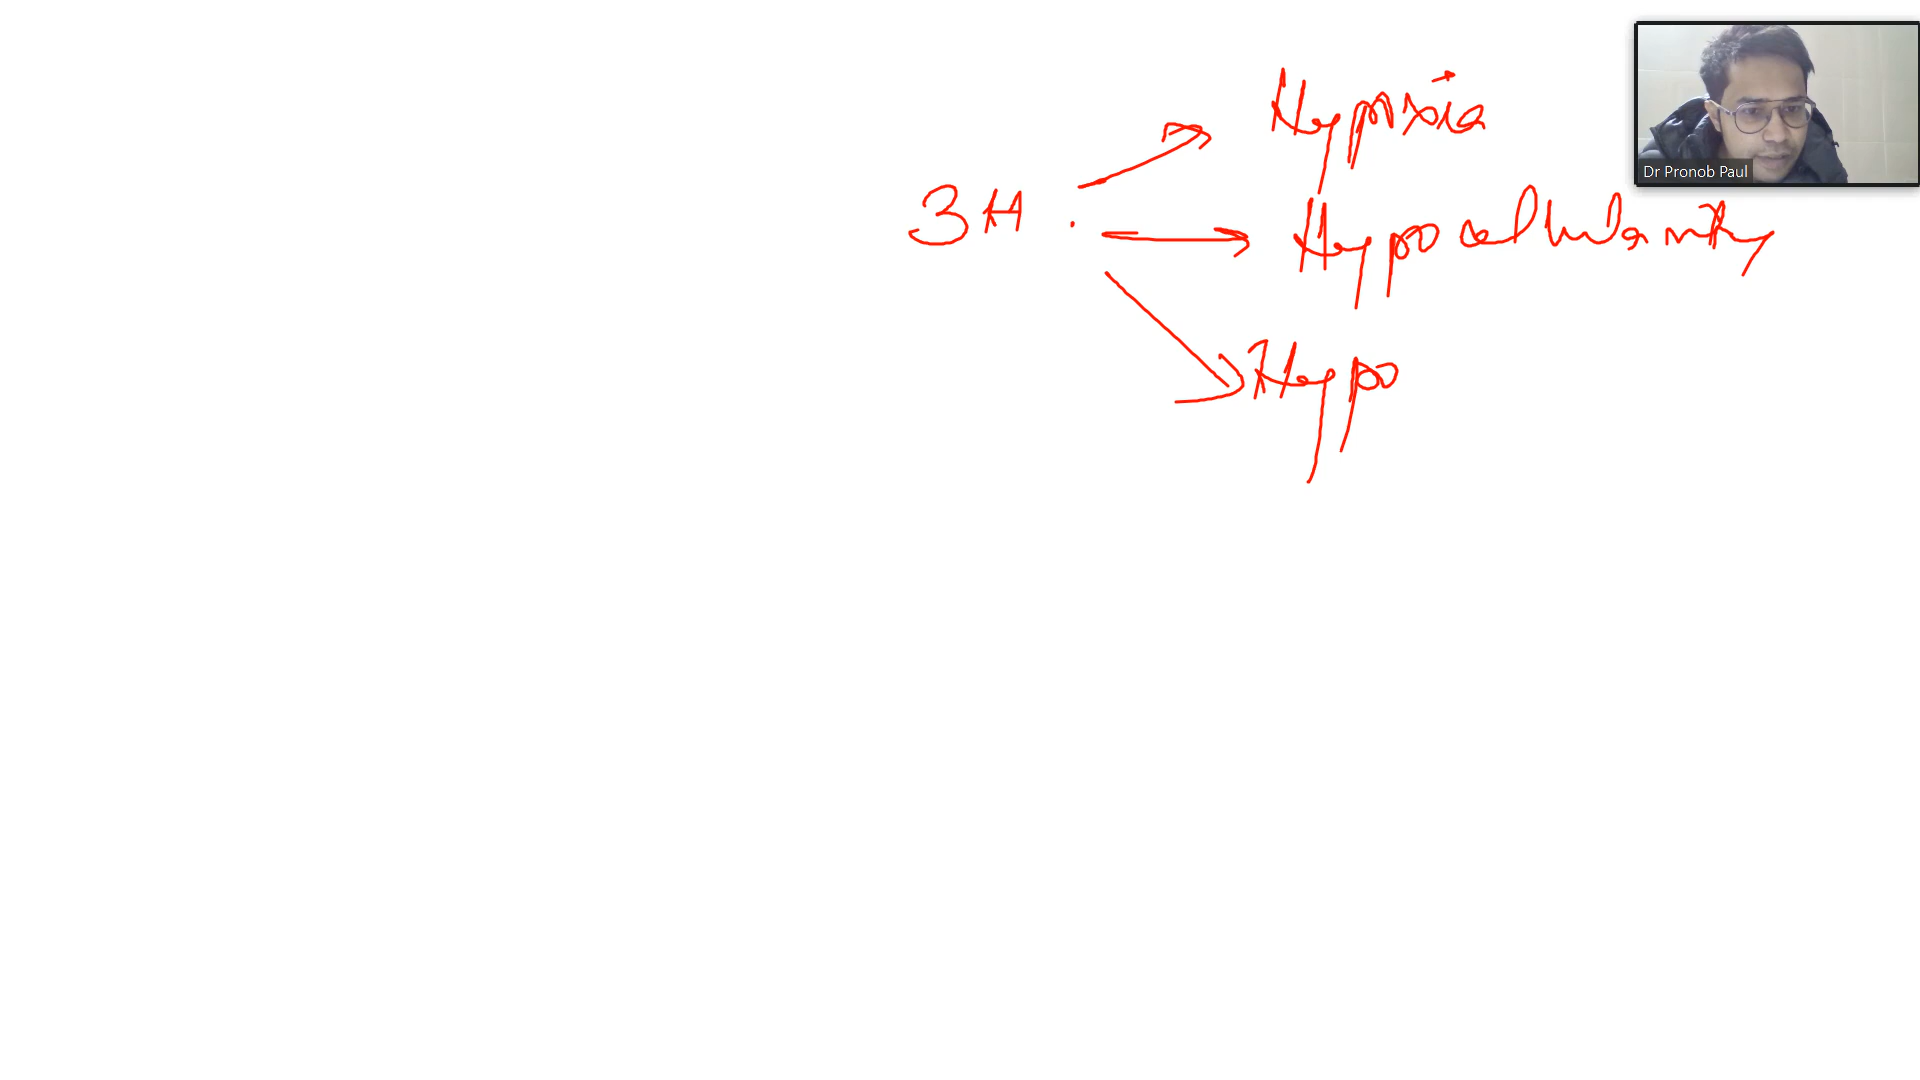 Hypoxia
Dr Pronob Paul
3H
Hypocellularity
Hypo